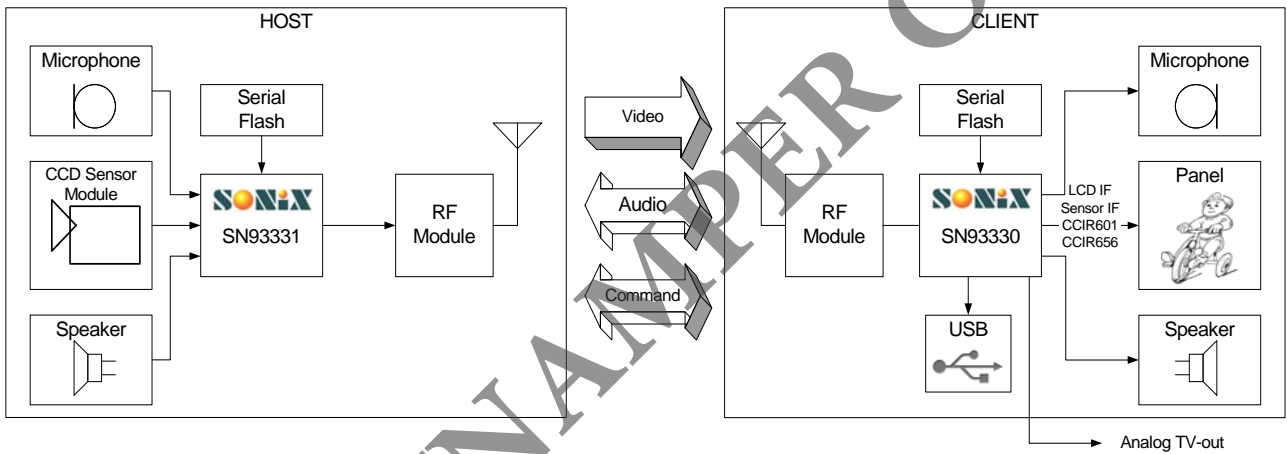 HOST
Microphone
Serial
Flash
CCD Sensor
Module
SONiX
SN93331
RF
Module
Speaker
Video
Audio
Command
CLIENT
Serial
Flash
Microphone
RF
Module
SONiX
SN93330
LCD IF
Sensor IF
CCIR601
CCIR656
Panel
USB
Speaker
Analog TV-out